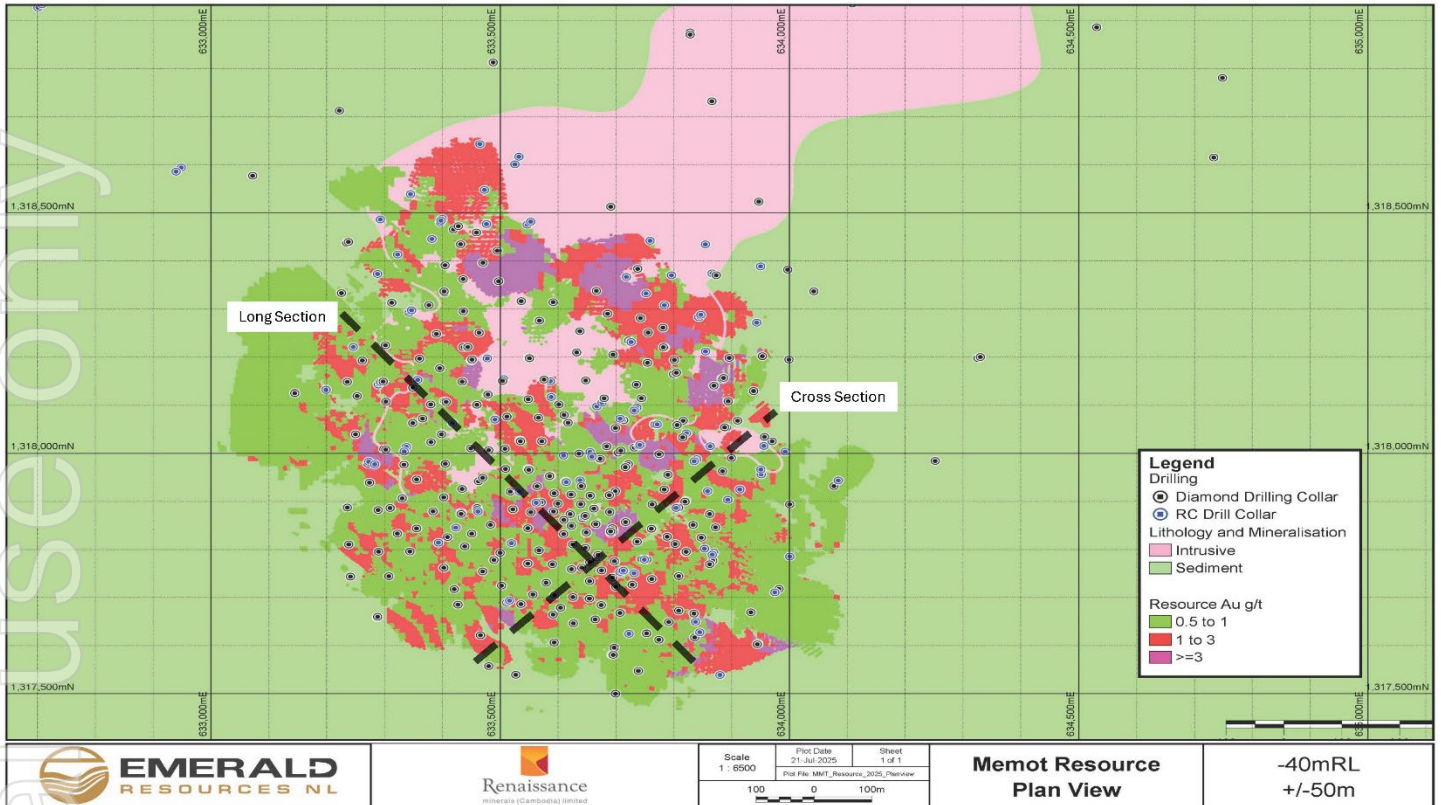 633,000mE
633,500mE
634,000mE
634,500mE
635,000mE
1,318,500mN
1,318,500mN
Long Section
Cross Section
1,318,000mN
1,318,000mN
Legend
Drilling
Diamond Drilling Collar
RC Drill Collar
Lithology and Mineralisation
Intrusive
Sediment
Resource Au g/t
0.5 to 1
1 to 3
>=3
1,317,500mN
1,317,500mN
633,000mE
633,500mE
634,000mE
634,500mE
635,000mE
use only
EMERALD
RESOURCES NL
Renaissance
minerals (Cambodia) limited
Scale
1 : 6500
Plot Date
21-Jul-2025
Sheet
1 of 1
Plot File: MMT_Resource_2025_Planview
100 0 100m
Memot Resource
Plan View
-40mRL
+/-50m